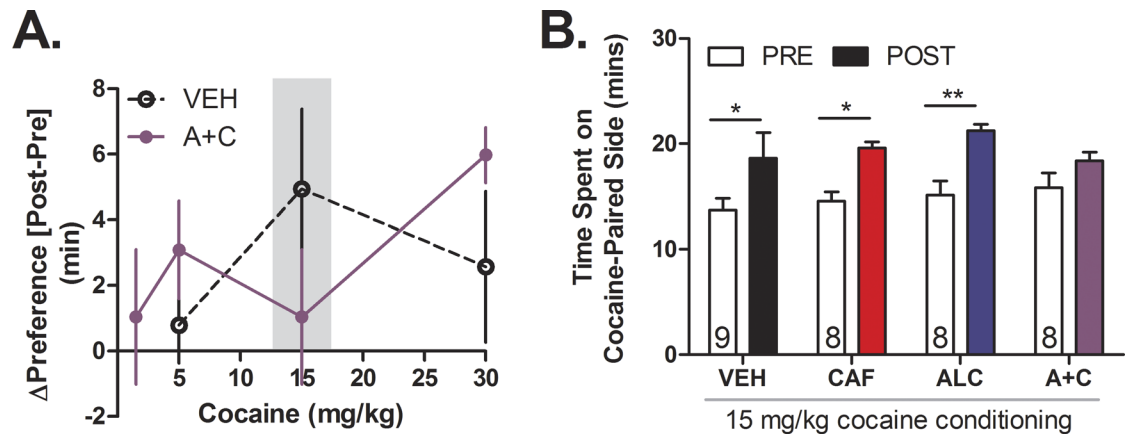 A.
VEH
A+C
ΔPreference [Post-Pre]
(min)
8
6
4
2
0
-2
5
10
15
20
25
30
Cocaine (mg/kg)
B.
PRE
POST
Time Spent on
Cocaine-Paired Side (mins)
30
20
10
0
*
*
**
9
8
8
8
VEH
CAF
ALC
A+C
15 mg/kg cocaine conditioning